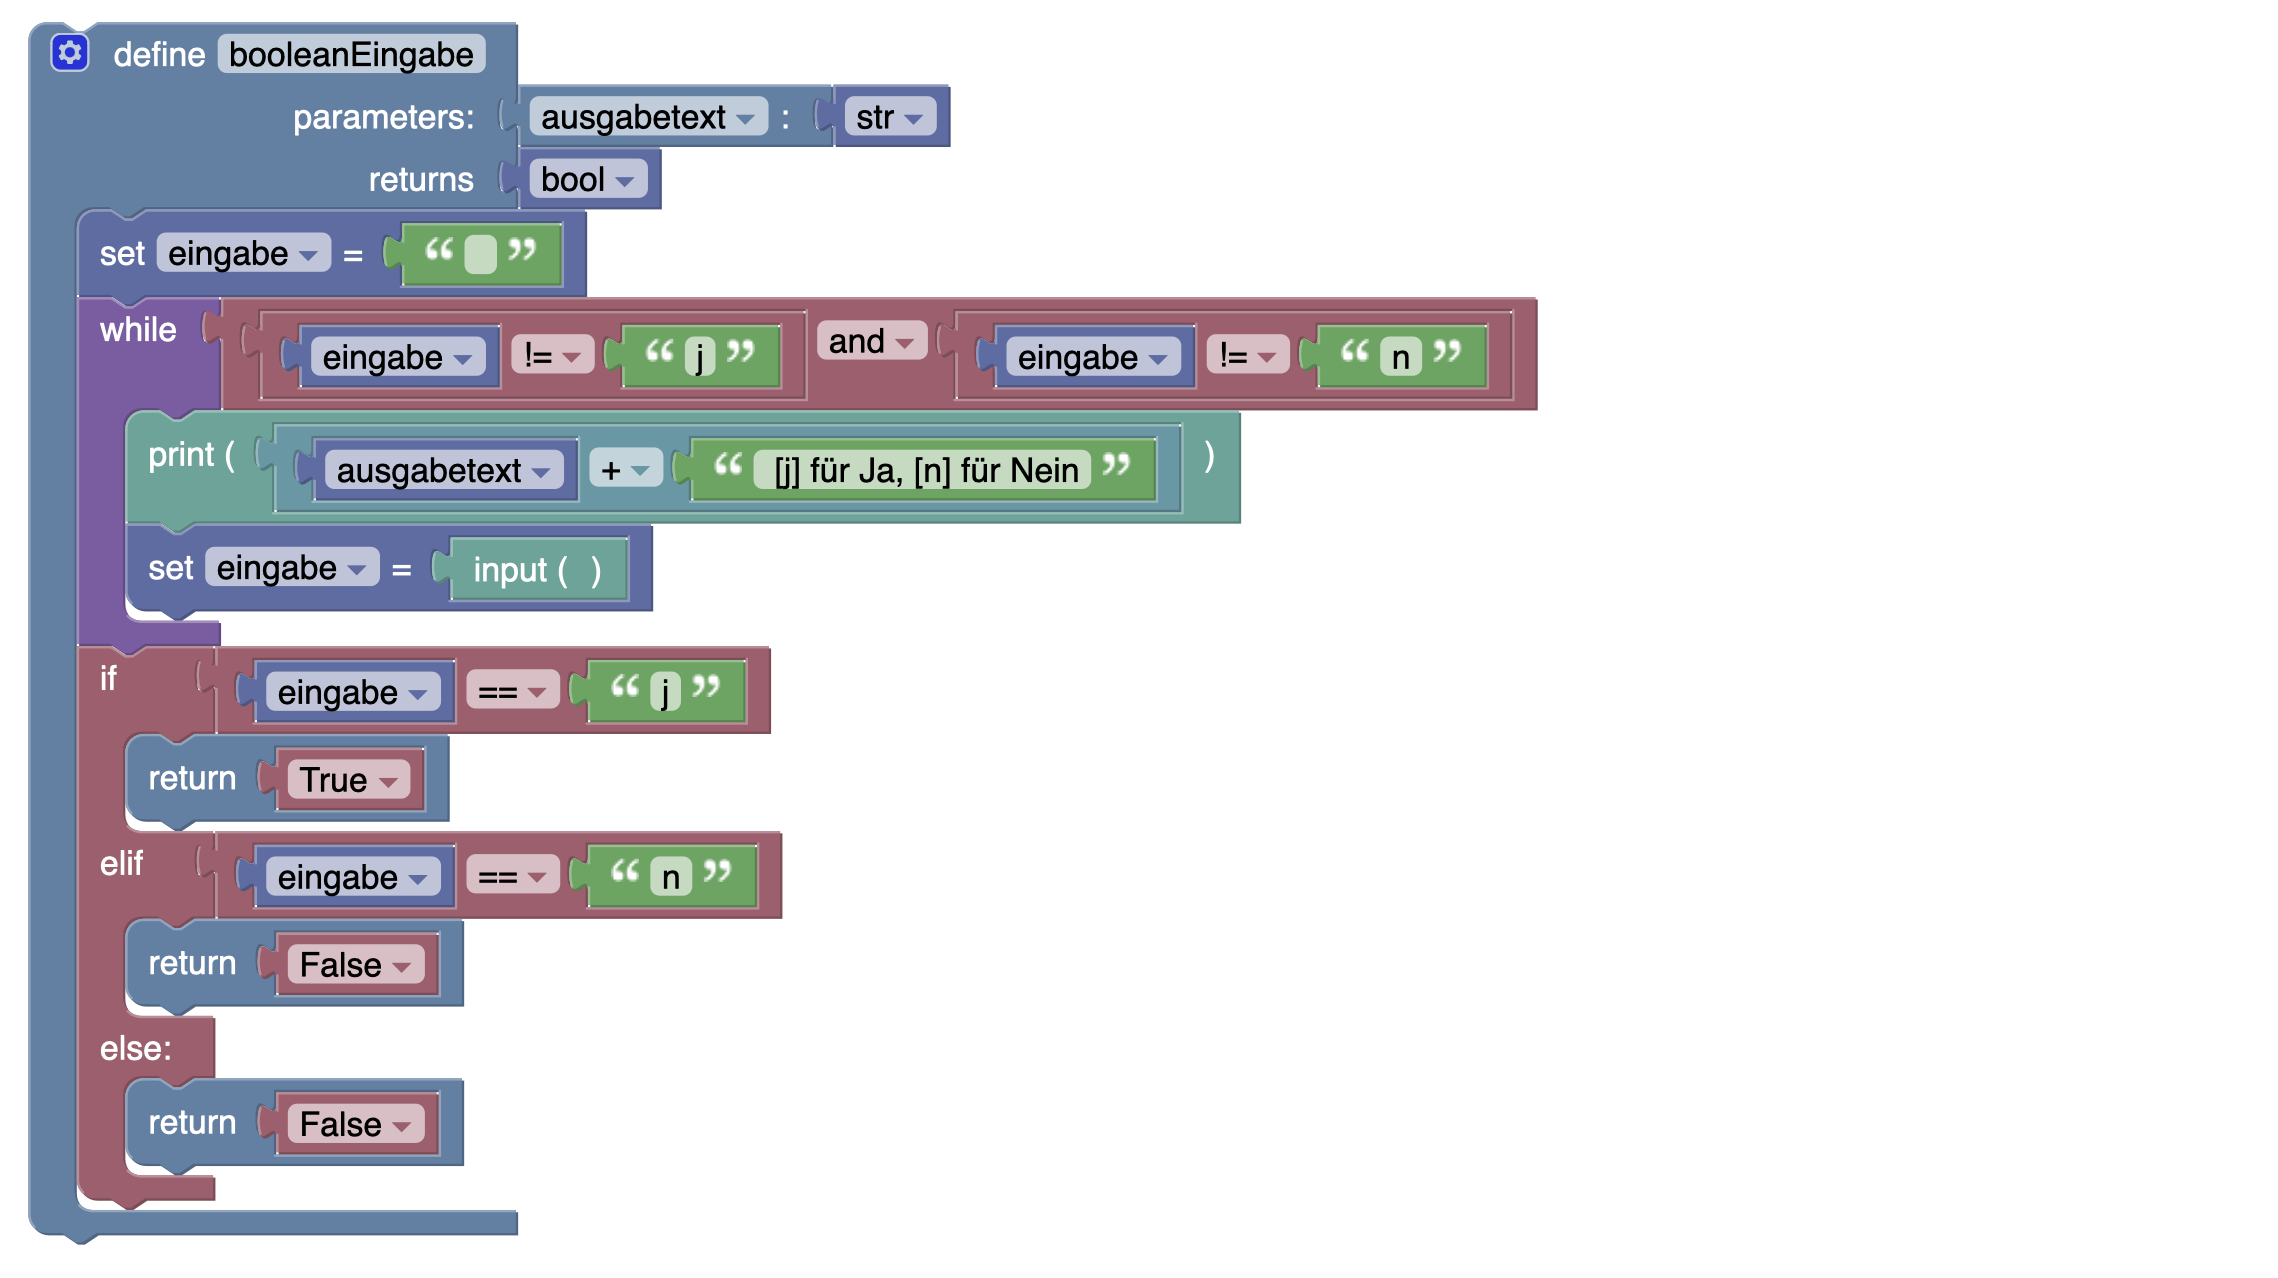 define booleanEingabe
parameters: ausgabetext : str
returns bool
set eingabe = “ ”
while eingabe != “ j ” and eingabe != “ n ”
print ( ausgabetext + “ [j] für Ja, [n] für Nein ” )
set eingabe = input ( )
if eingabe == “ j ”
return True
elif eingabe == “ n ”
return False
else:
return False